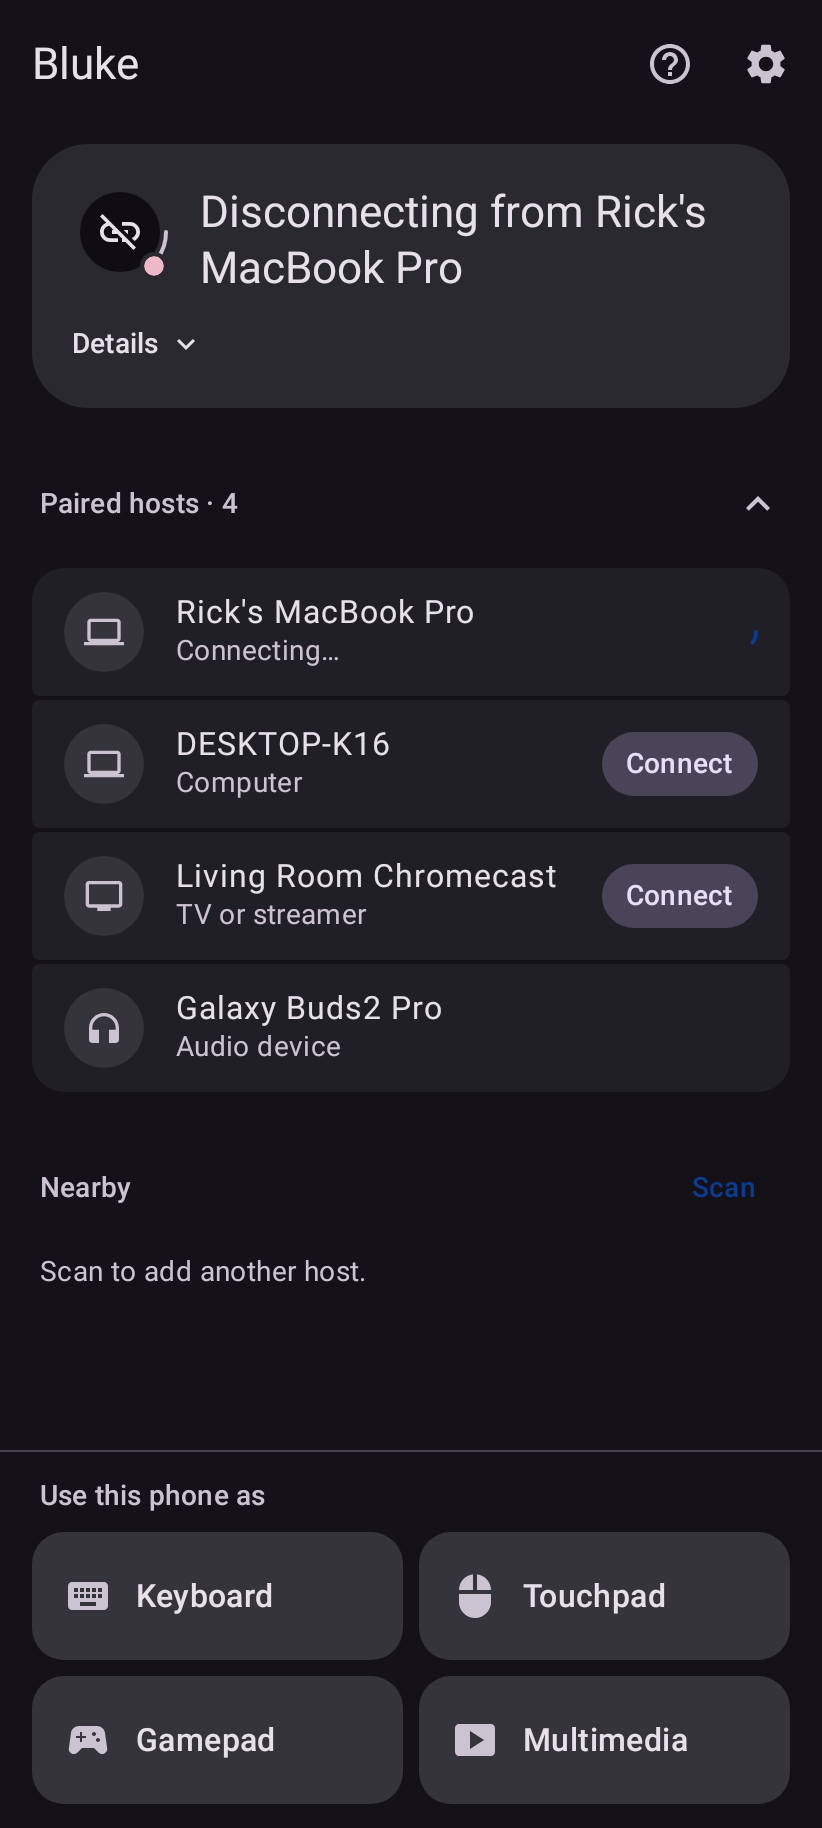 Bluke
Disconnecting from Rick's
MacBook Pro
Details
Paired hosts · 4
Rick's MacBook Pro
Connecting…
DESKTOP-K16
Computer
Connect
Living Room Chromecast
TV or streamer
Connect
Galaxy Buds2 Pro
Audio device
Nearby
Scan
Scan to add another host.
Use this phone as
Keyboard
Touchpad
Gamepad
Multimedia